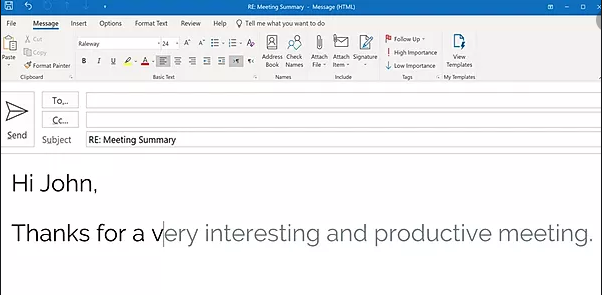 RE: Meeting Summary - Message (HTML)
File Message Insert Options Format Text Review Help Tell me what you want to do
Cut
Copy
Paste
Format Painter
Clipboard
Raleway 24
B I U A
Basic Text
Address Book
Check Names
Names
Attach File
Attach Item
Signature
Include
Follow Up
High Importance
Low Importance
Tags
View Templates
My Templates
Send
To...
Cc...
Subject RE: Meeting Summary
Hi John,
Thanks for a very interesting and productive meeting.